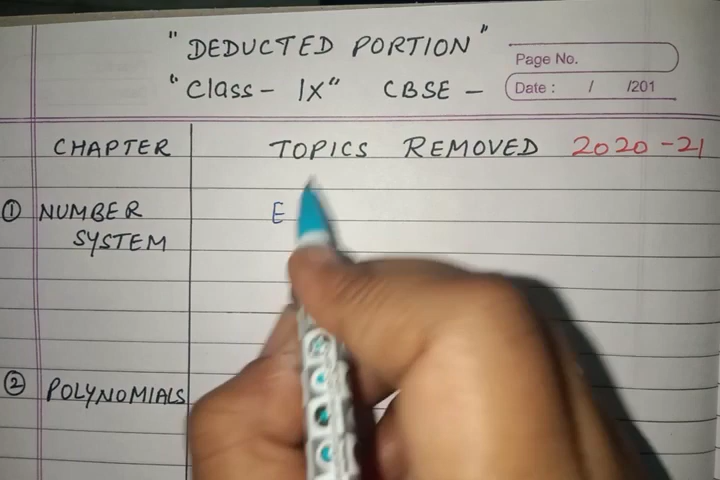 "DEDUCTED PORTION"
"Class - IX" CBSE -
Page No.
Date : / /201
CHAPTER TOPICS REMOVED 2020-21
① NUMBER E
SYSTEM
② POLYNOMIALS